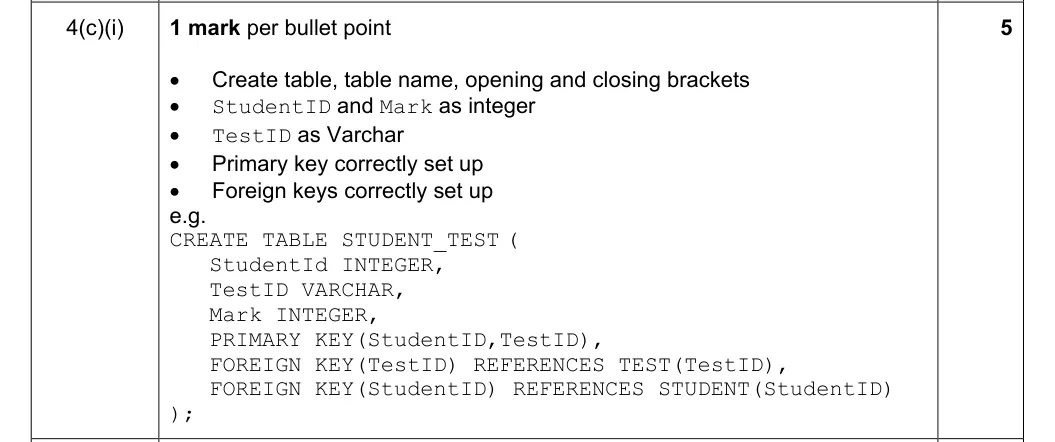 4(c)(i) 1 mark per bullet point 5
• Create table, table name, opening and closing brackets
• StudentID and Mark as integer
• TestID as Varchar
• Primary key correctly set up
• Foreign keys correctly set up
e.g.
CREATE TABLE STUDENT_TEST (
StudentId INTEGER,
TestID VARCHAR,
Mark INTEGER,
PRIMARY KEY(StudentID,TestID),
FOREIGN KEY(TestID) REFERENCES TEST(TestID),
FOREIGN KEY(StudentID) REFERENCES STUDENT(StudentID)
);